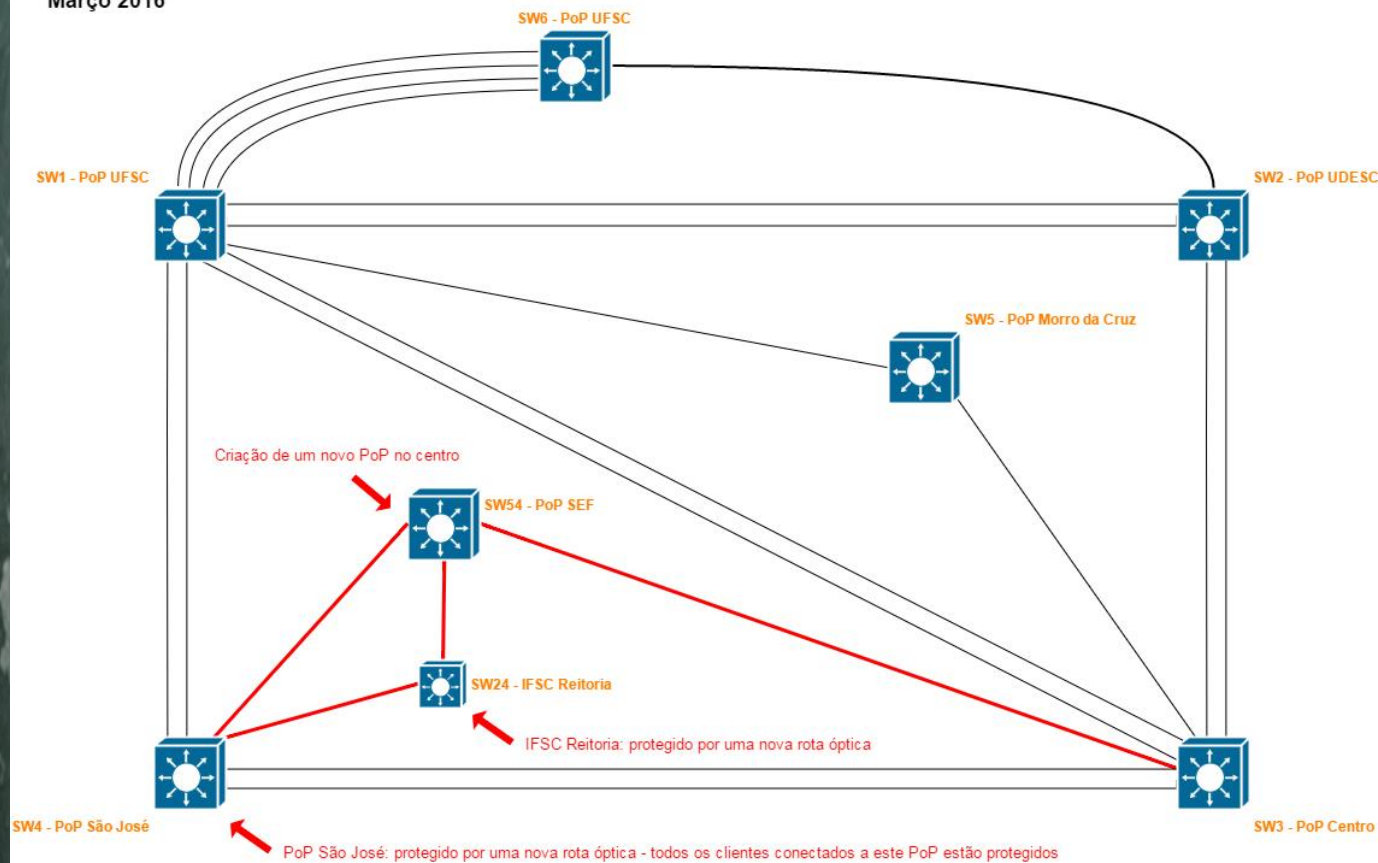 Março 2016
SW6 - PoP UFSC
SW1 - PoP UFSC
SW2 - PoP UDESC
SW5 - PoP Morro da Cruz
Criação de um novo PoP no centro
SW54 - PoP SEF
SW24 - IFSC Reitoria
IFSC Reitoria: protegido por uma nova rota óptica
SW4 - PoP São José
SW3 - PoP Centro
PoP São José: protegido por uma nova rota óptica - todos os clientes conectados a este PoP estão protegidos